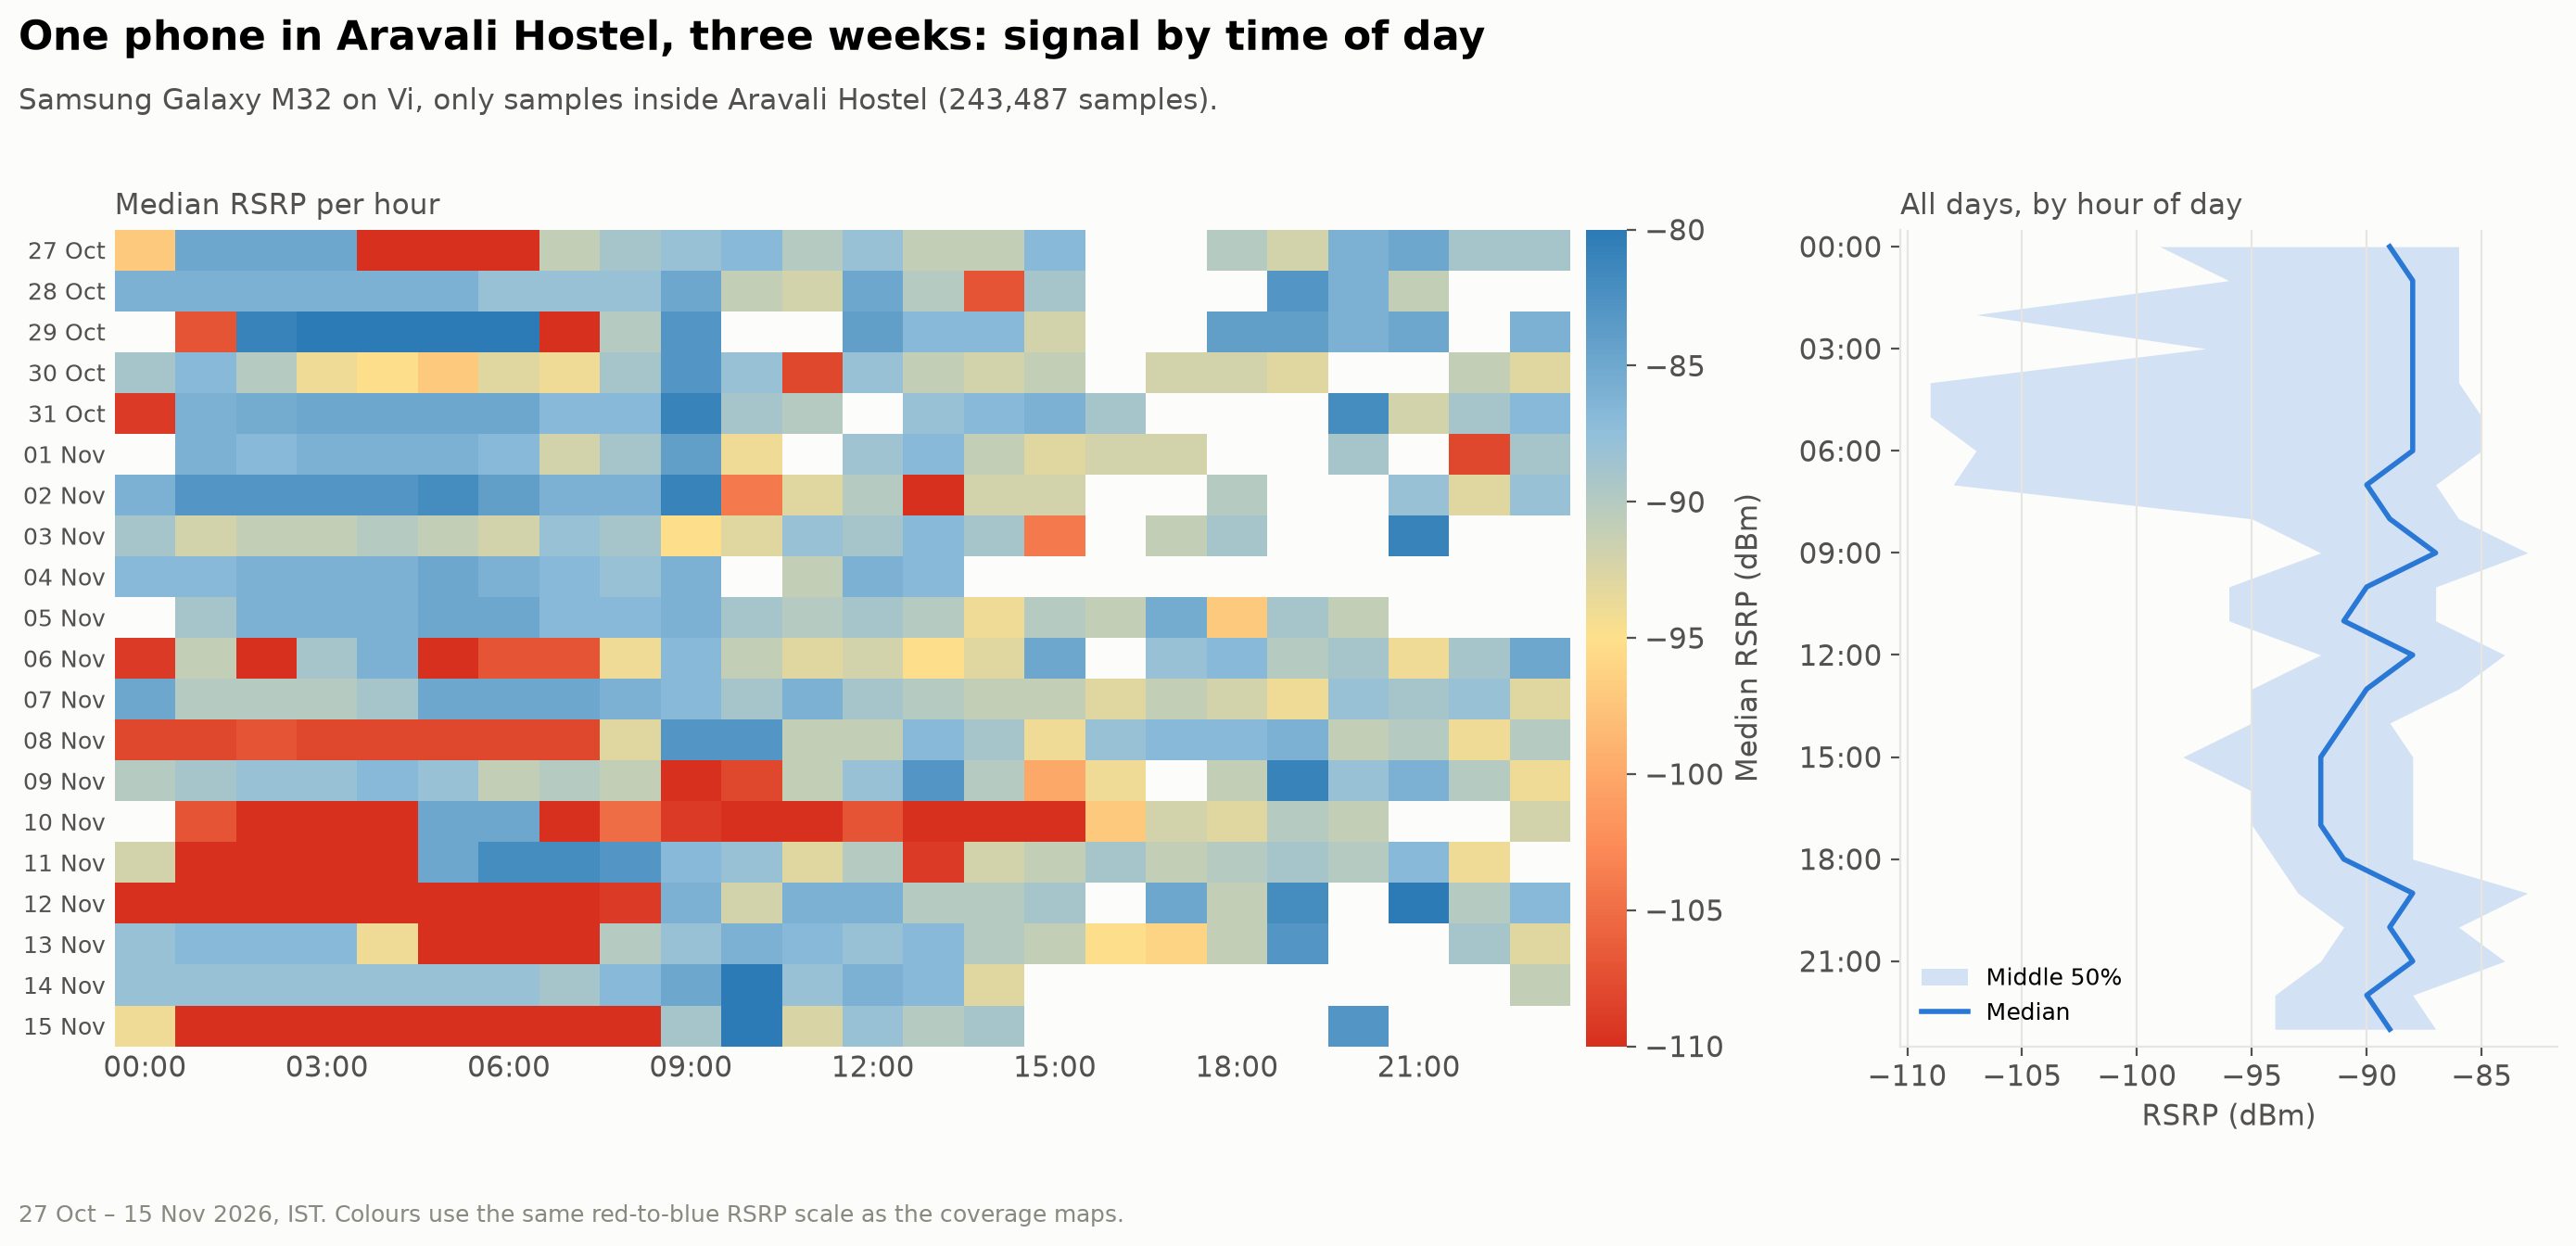 One phone in Aravali Hostel, three weeks: signal by time of day
Samsung Galaxy M32 on Vi, only samples inside Aravali Hostel (243,487 samples).
Median RSRP per hour
27 Oct
28 Oct
29 Oct
30 Oct
31 Oct
01 Nov
02 Nov
03 Nov
04 Nov
05 Nov
06 Nov
07 Nov
08 Nov
09 Nov
10 Nov
11 Nov
12 Nov
13 Nov
14 Nov
15 Nov
00:00 03:00 06:00 09:00 12:00 15:00 18:00 21:00
−80
−85
−90
−95
−100
−105
−110
Median RSRP (dBm)
All days, by hour of day
00:00
03:00
06:00
09:00
12:00
15:00
18:00
21:00
Middle 50%
Median
−110 −105 −100 −95 −90 −85
RSRP (dBm)
27 Oct – 15 Nov 2026, IST. Colours use the same red-to-blue RSRP scale as the coverage maps.